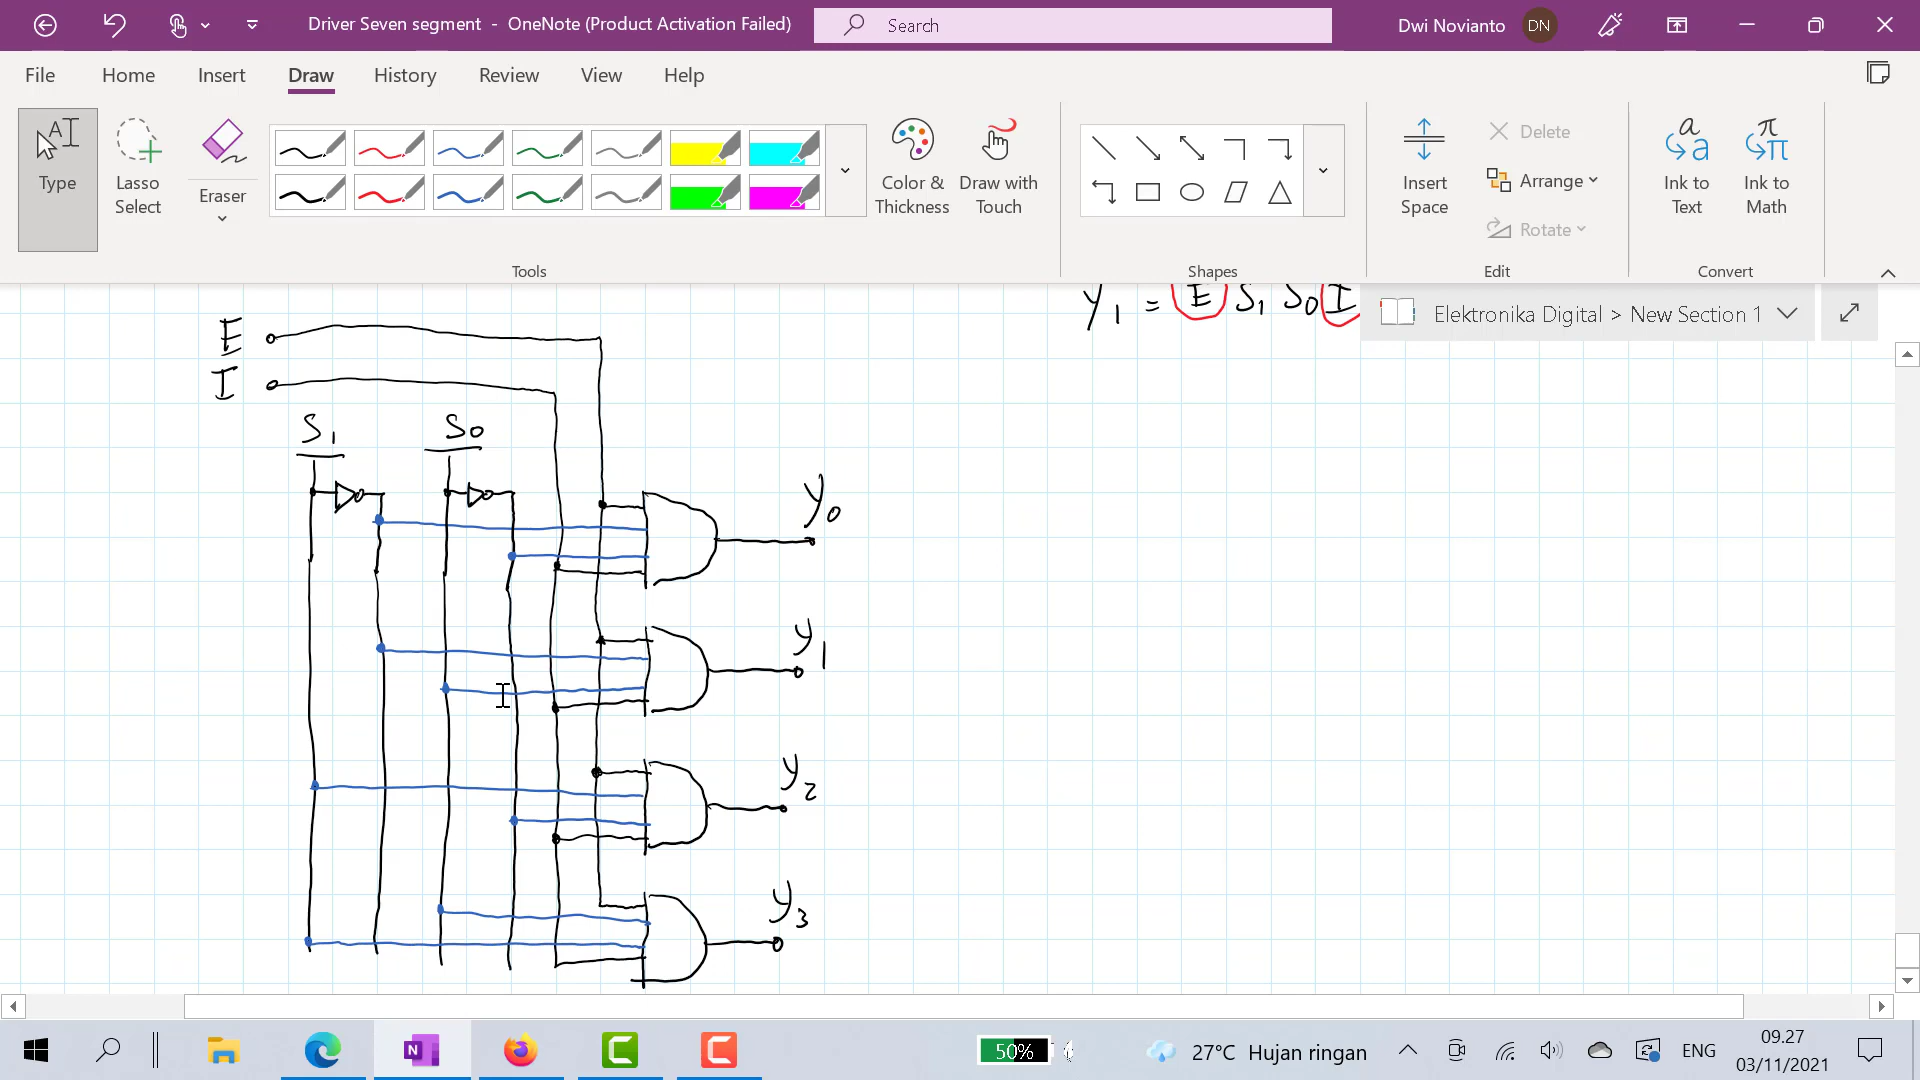 Driver Seven segment - OneNote (Product Activation Failed)
Search
Dwi Novianto
DN
File Home Insert Draw History Review View Help
Type
Lasso Select
Eraser
Color & Thickness
Draw with Touch
Insert Space
Delete
Arrange
Rotate
Ink to Text
Ink to Math
Tools
Shapes
Edit
Convert
Y1 = E S1 S0 I
Elektronika Digital > New Section 1
E
I
S1 S0
Y0
Y1
Y2
Y3
50%
27°C Hujan ringan
ENG
09.27
03/11/2021